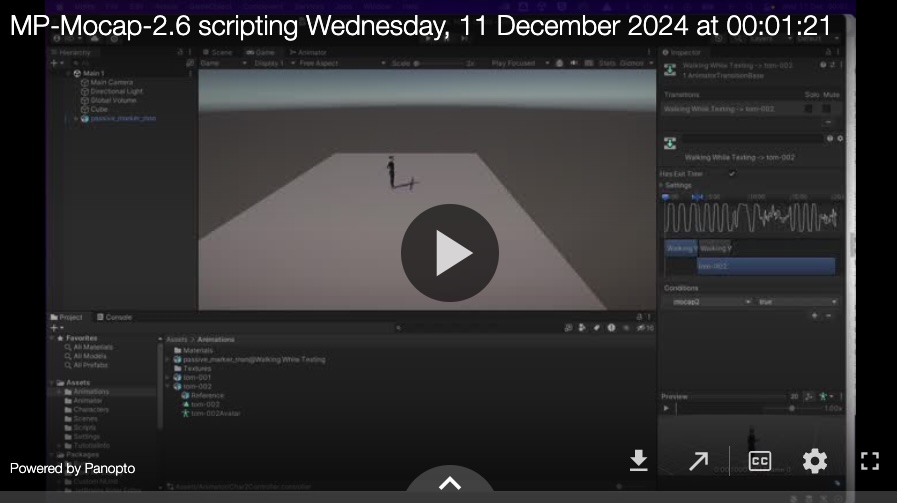 MP-Mocap-2.6 scripting Wednesday, 11 December 2024 at 00:01:21
Hierarchy
Scene Game Animator
Inspector
Game Display 1 Free Aspect Scale 2x Play Focused Stats Gizmos
Walking While Texting -> tom-002
1 AnimatorTransitionBase
Main 1
Main Camera
Directional Light
Global Volume
Cube
passive_marker_man
Transitions Solo Mute
Walking While Texting -> tom-002
Walking While Texting -> tom-002
Has Exit Time
Settings
Walking W Walking W
tom-002
Conditions
mocap2 true
Project Console
Favorites
All Materials
All Models
All Prefabs
Assets
Animations
Animator
Characters
Scenes
Scripts
Settings
TutorialInfo
Packages
Assets > Animations
Materials
passive_marker_man@Walking While Texting
Textures
tom-001
tom-002
Reference
tom-002
tom-002Avatar
Preview 2D 1.00x
Powered by Panopto
CC